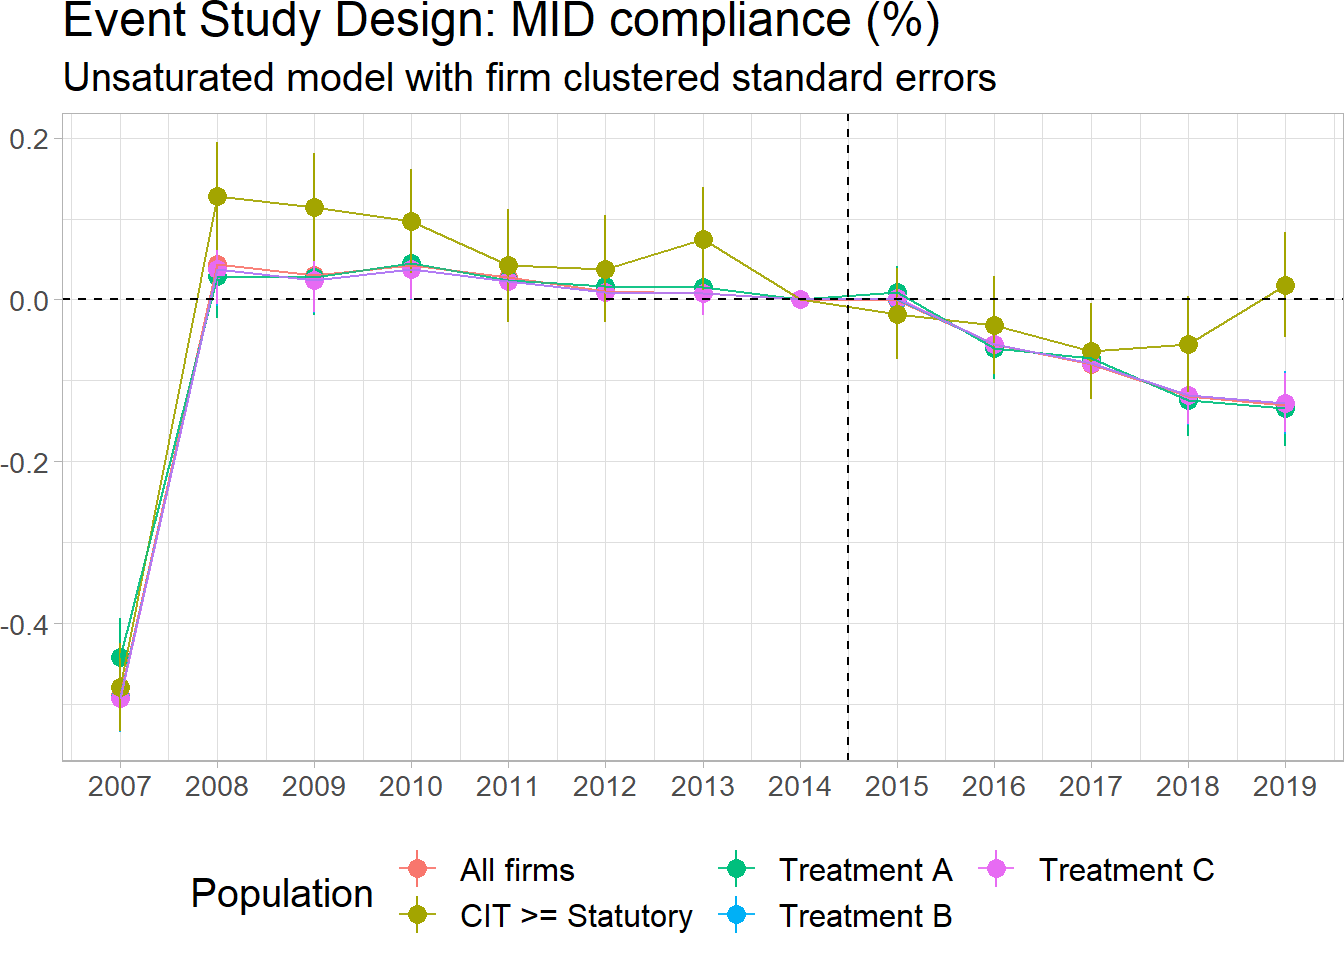 Event Study Design: MID compliance (%)
Unsaturated model with firm clustered standard errors
0.2
0.0
-0.2
-0.4
2007 2008 2009 2010 2011 2012 2013 2014 2015 2016 2017 2018 2019
Population
All firms Treatment A Treatment C
CIT >= Statutory Treatment B